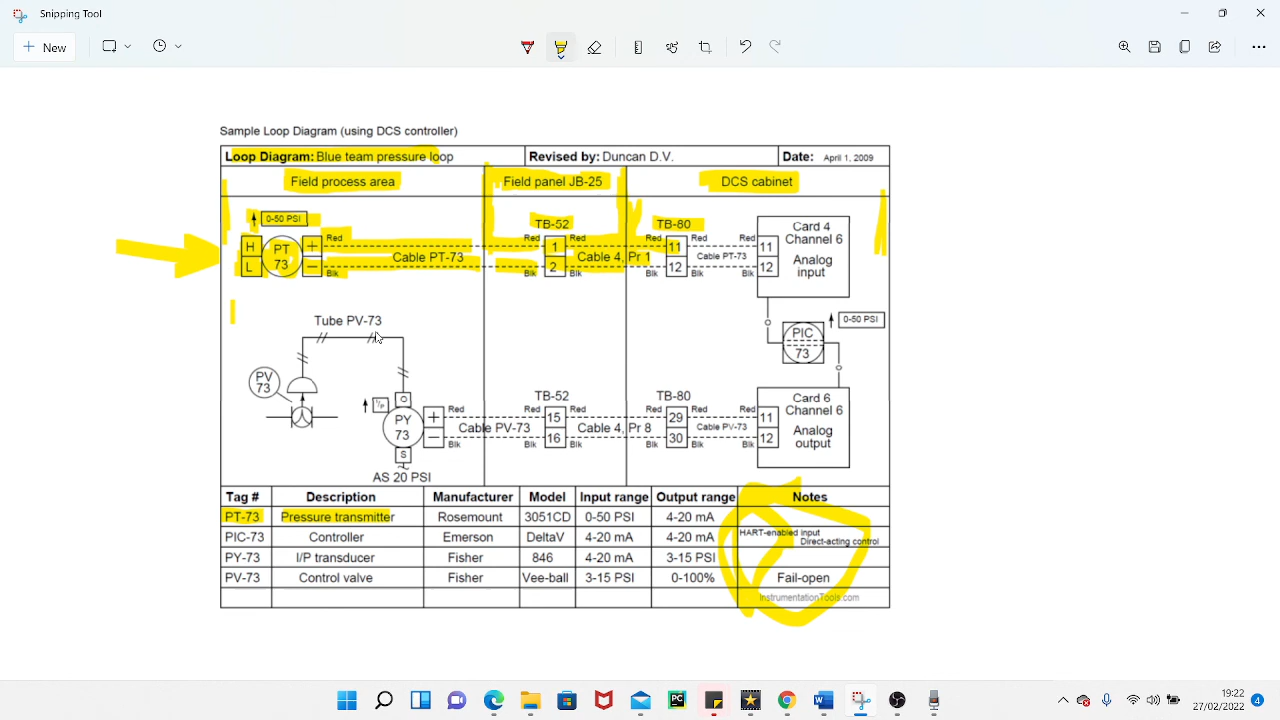 Snipping Tool
New
Sample Loop Diagram (using DCS controller)
Loop Diagram: Blue team pressure loop Revised by: Duncan D.V. Date: April 1, 2009
Field process area Field panel JB-25 DCS cabinet
0-50 PSI TB-52 TB-80 Card 4
Channel 6
H PT + Red Red 1 Red Red 11 Red Red 11 Analog
L 73 — Blk Cable PT-73 Blk 2 Blk Cable 4, Pr 1 Blk 12 Blk Cable PT-73 Blk 12 input
Tube PV-73 PIC 0-50 PSI
73
PV
73
I/P O TB-52 TB-80 Card 6
Channel 6
PY + Red Red 15 Red Red 29 Red Red 11 Analog
73 — Blk Cable PV-73 Blk 16 Blk Cable 4, Pr 8 Blk 30 Blk Cable PV-73 Blk 12 output
S
AS 20 PSI
Tag # Description Manufacturer Model Input range Output range Notes
PT-73 Pressure transmitter Rosemount 3051CD 0-50 PSI 4-20 mA
PIC-73 Controller Emerson DeltaV 4-20 mA 4-20 mA HART-enabled input
Direct-acting control
PY-73 I/P transducer Fisher 846 4-20 mA 3-15 PSI
PV-73 Control valve Fisher Vee-ball 3-15 PSI 0-100% Fail-open
InstrumentationTools.com
19:22
27/02/2022 4